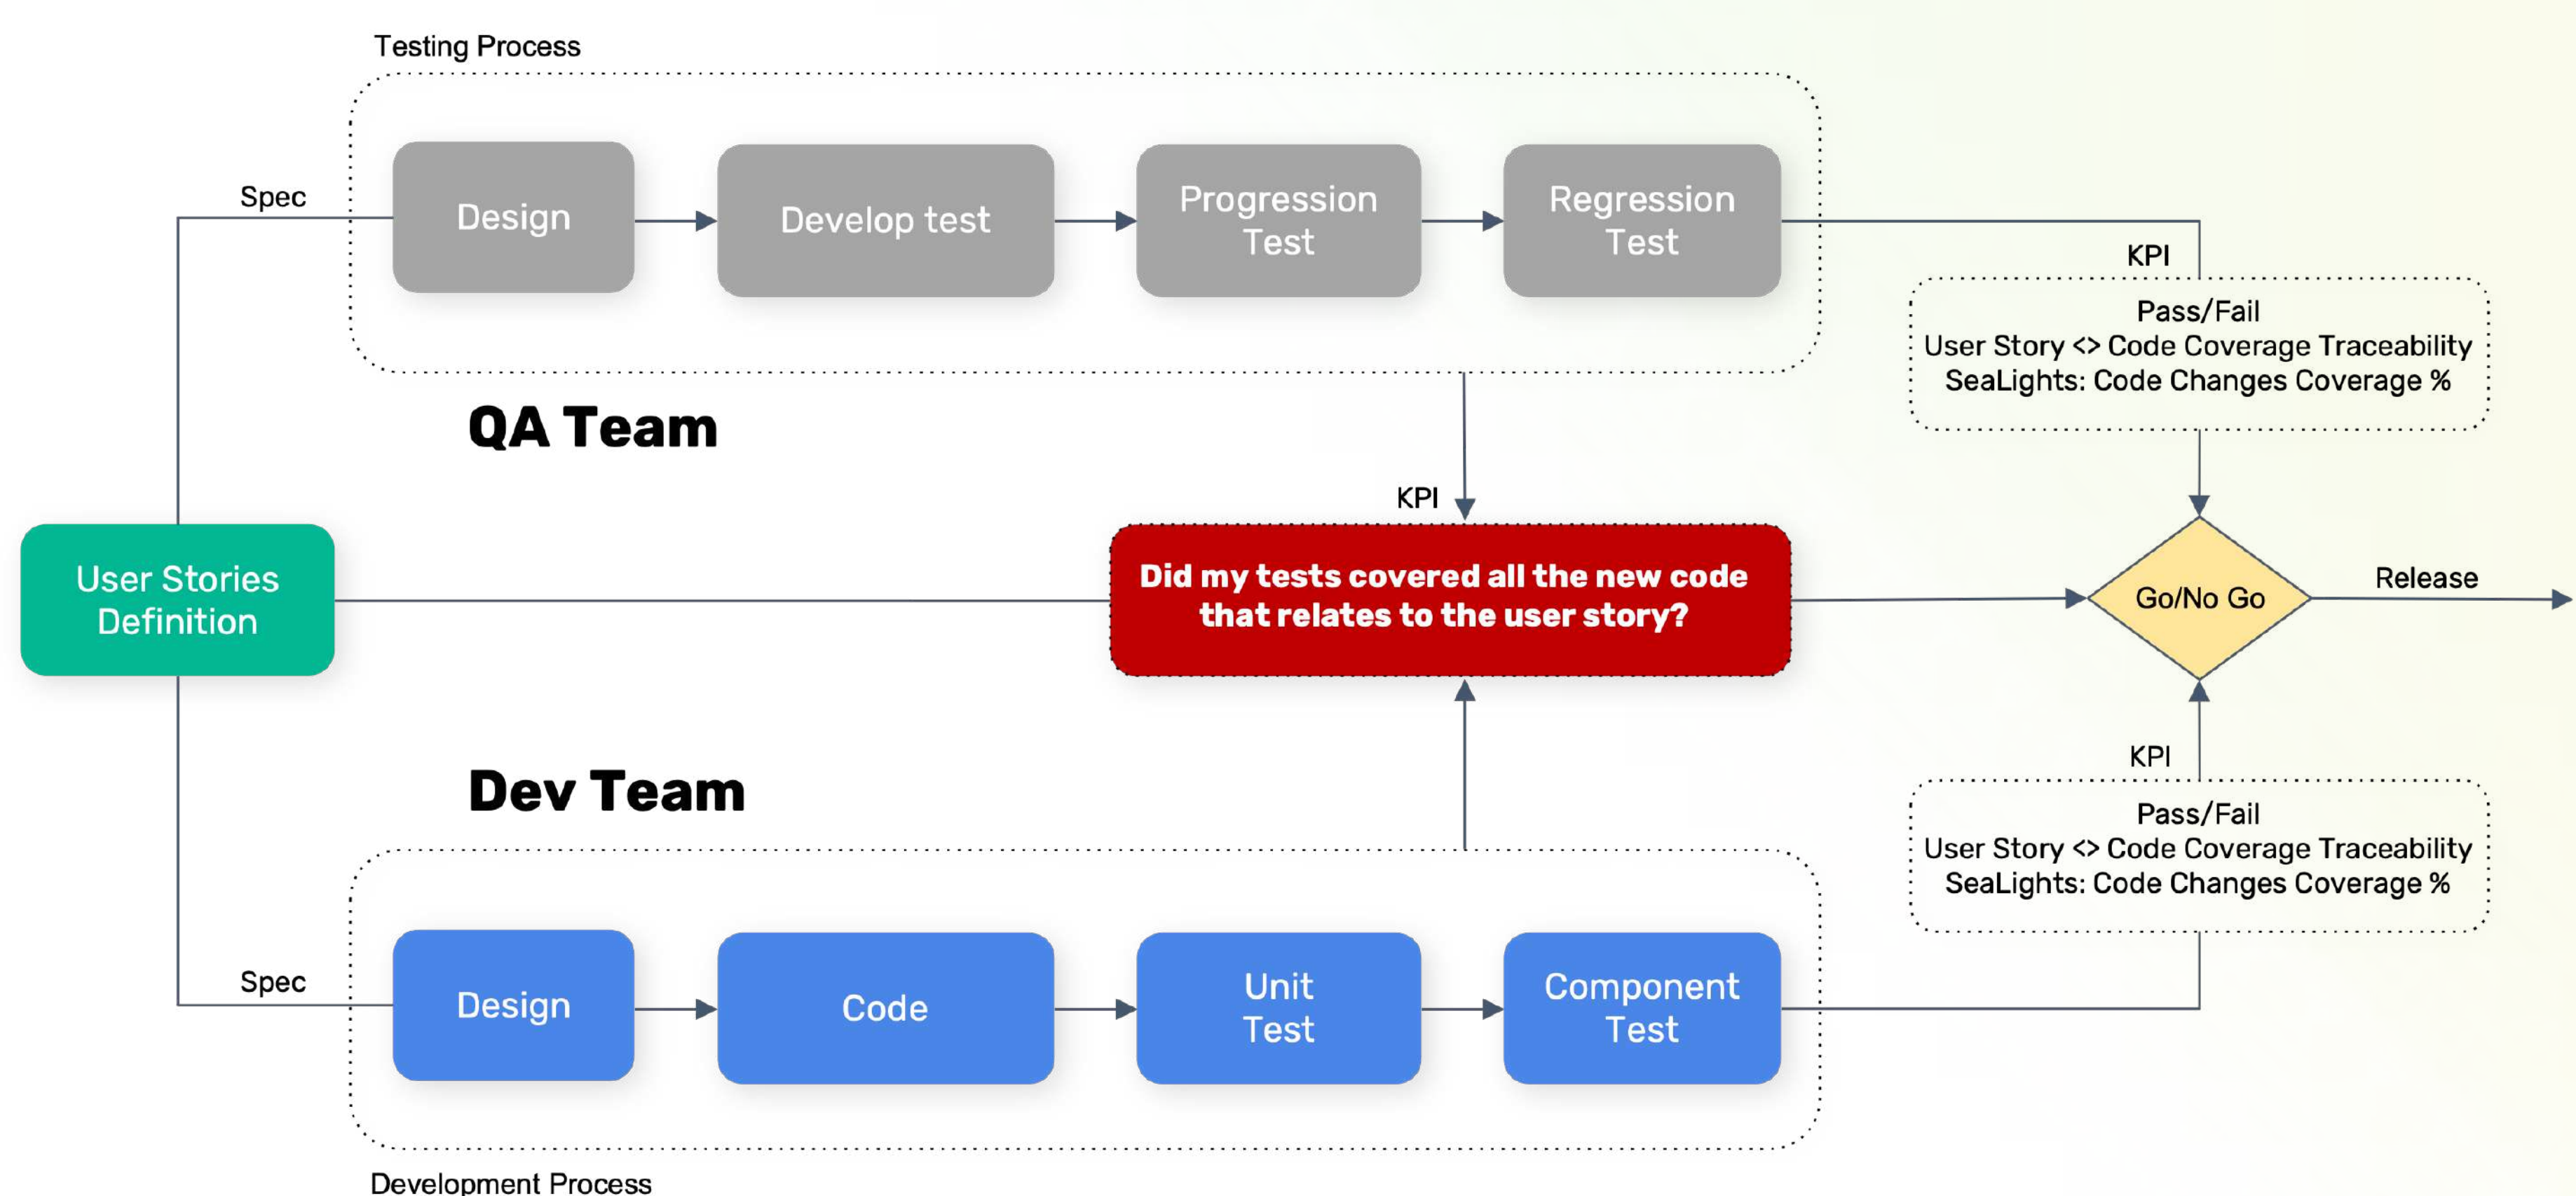 Testing Process
Spec
Design
Develop test
Progression
Test
Regression
Test
KPI
Pass/Fail
User Story <> Code Coverage Traceability
SeaLights: Code Changes Coverage %
QA Team
KPI
User Stories
Definition
Did my tests covered all the new code
that relates to the user story?
Go/No Go
Release
Dev Team
KPI
Pass/Fail
User Story <> Code Coverage Traceability
SeaLights: Code Changes Coverage %
Spec
Design
Code
Unit
Test
Component
Test
Development Process